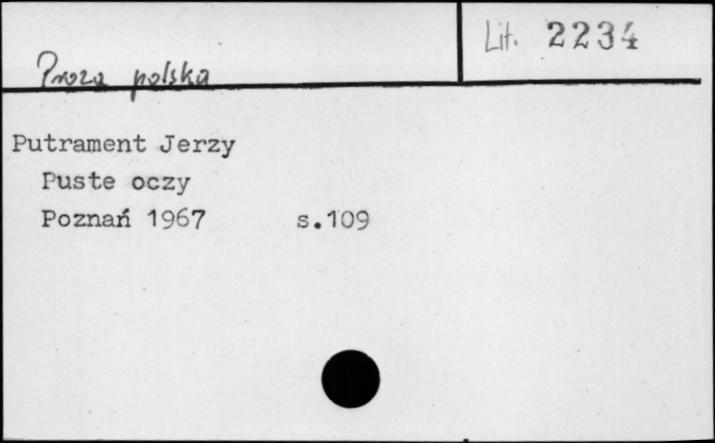 Proza polska
Lit. 2234
Putrament Jerzy
Puste oczy
Poznań 1967 s.109